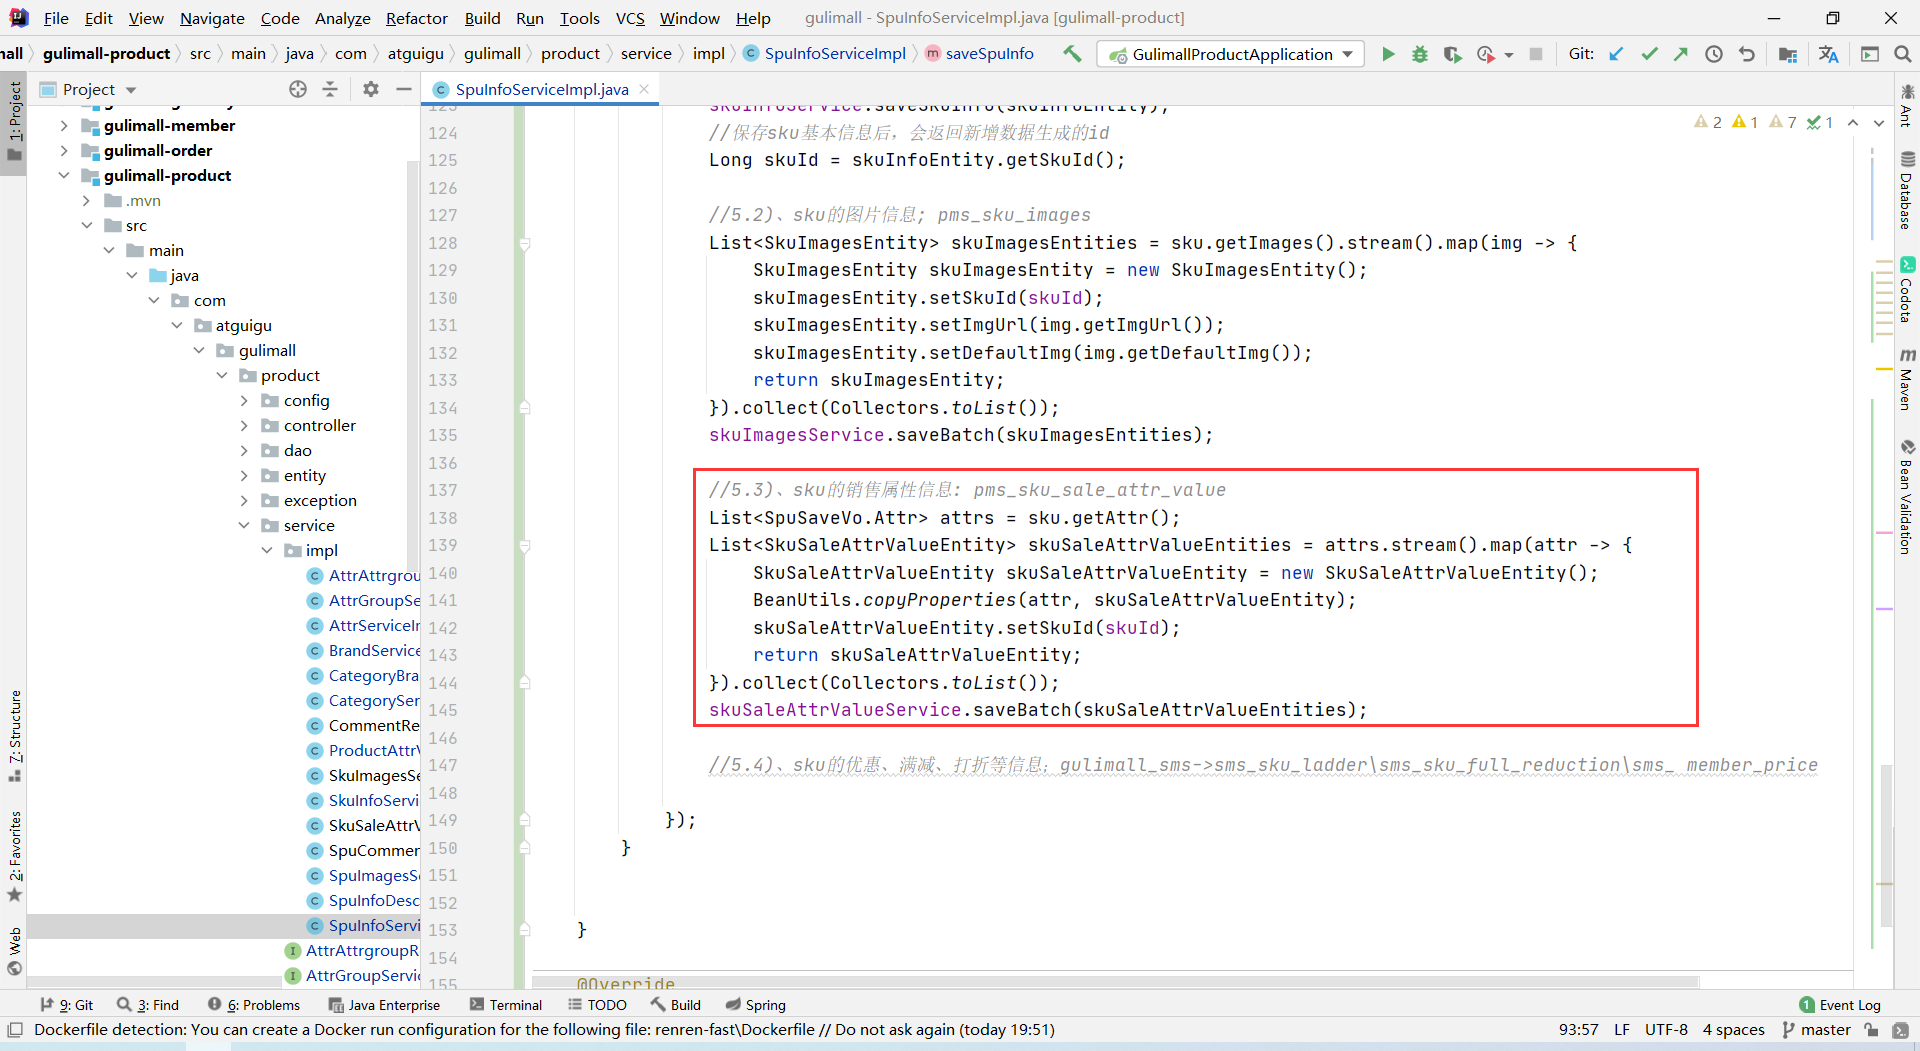 File Edit View Navigate Code Analyze Refactor Build Run Tools VCS Window Help gulimall - SpuInfoServiceImpl.java [gulimall-product]
gulimall-product src main java com atguigu gulimall product service impl SpuInfoServiceImpl saveSpuInfo GulimallProductApplication Git:
Project
SpuInfoServiceImpl.java
1: Project
7: Structure
2: Favorites
Web
gulimall-member
gulimall-order
gulimall-product
.mvn
src
main
java
com
atguigu
gulimall
product
config
controller
dao
entity
exception
service
impl
AttrAttrgrou
AttrGroupSe
AttrServiceIm
BrandService
CategoryBra
CategorySer
CommentRe
ProductAttrV
SkuImagesSe
SkuInfoServi
SkuSaleAttrV
SpuCommen
SpuImagesSe
SpuInfoDesc
SpuInfoServi
AttrAttrgroupR
AttrGroupServic
2 1 7 1
123 skuInfoService.saveSkuInfo(skuInfoEntity);
124 //保存sku基本信息后，会返回新增数据生成的id
125 Long skuId = skuInfoEntity.getSkuId();
126
127 //5.2)、sku的图片信息; pms_sku_images
128 List<SkuImagesEntity> skuImagesEntities = sku.getImages().stream().map(img -> {
129 SkuImagesEntity skuImagesEntity = new SkuImagesEntity();
130 skuImagesEntity.setSkuId(skuId);
131 skuImagesEntity.setImgUrl(img.getImgUrl());
132 skuImagesEntity.setDefaultImg(img.getDefaultImg());
133 return skuImagesEntity;
134 }).collect(Collectors.toList());
135 skuImagesService.saveBatch(skuImagesEntities);
136
137 //5.3)、sku的销售属性信息: pms_sku_sale_attr_value
138 List<SpuSaveVo.Attr> attrs = sku.getAttr();
139 List<SkuSaleAttrValueEntity> skuSaleAttrValueEntities = attrs.stream().map(attr -> {
140 SkuSaleAttrValueEntity skuSaleAttrValueEntity = new SkuSaleAttrValueEntity();
141 BeanUtils.copyProperties(attr, skuSaleAttrValueEntity);
142 skuSaleAttrValueEntity.setSkuId(skuId);
143 return skuSaleAttrValueEntity;
144 }).collect(Collectors.toList());
145 skuSaleAttrValueService.saveBatch(skuSaleAttrValueEntities);
146
147 //5.4)、sku的优惠、满减、打折等信息; gulimall_sms->sms_sku_ladder\sms_sku_full_reduction\sms_ member_price
148
149 });
150 }
151
152
153 }
154
155 @Override
Ant
Database
Codota
Maven
Bean Validation
9: Git 3: Find 6: Problems Java Enterprise Terminal TODO Build Spring 1 Event Log
Dockerfile detection: You can create a Docker run configuration for the following file: renren-fast\Dockerfile // Do not ask again (today 19:51) 93:57 LF UTF-8 4 spaces master